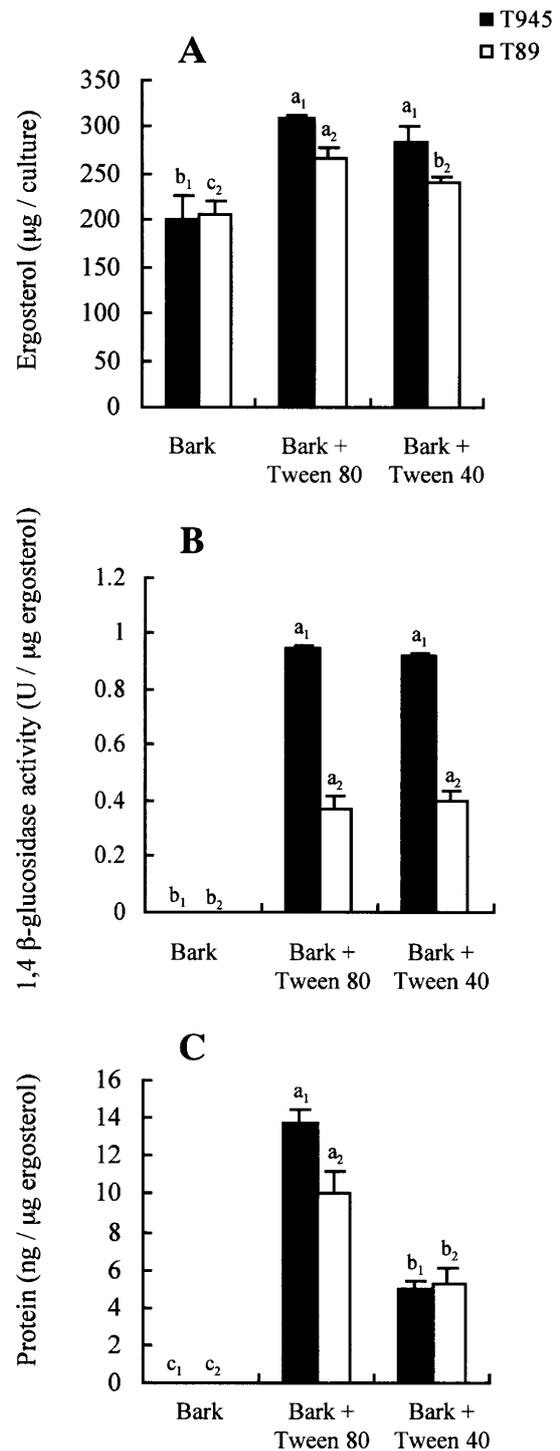 T945
T89
A
Ergosterol (µg / culture)
350
300
250
200
150
100
50
0
b1 c2
a1 a2
a1 b2
Bark
Bark +
Tween 80
Bark +
Tween 40
B
1,4 β-glucosidase activity (U / µg ergosterol)
1.2
1
0.8
0.6
0.4
0.2
0
b1 b2
a1 a2
a1 a2
Bark
Bark +
Tween 80
Bark +
Tween 40
C
Protein (ng / µg ergosterol)
16
14
12
10
8
6
4
2
0
c1 c2
a1 a2
b1 b2
Bark
Bark +
Tween 80
Bark +
Tween 40